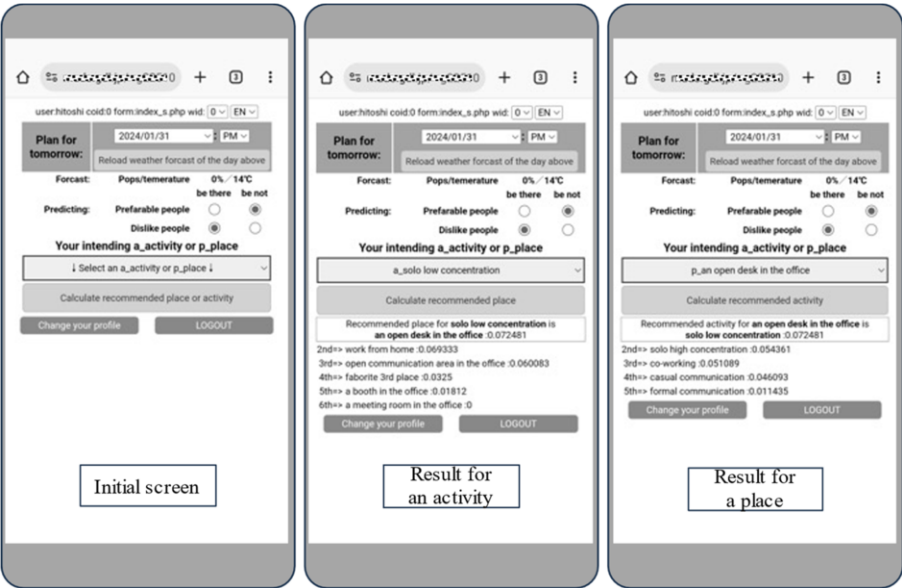 3
user:hitoshi coid:0 form:index_s.php wid: 0 EN
Plan for
tomorrow:
2024/01/31 : PM
Reload weather forcast of the day above
Forcast: Pops/temerature 0%/14℃
be there be not
Predicting: Prefarable people
Dislike people
Your intending a_activity or p_place
↓ Select an a_activity or p_place ↓
Calculate recommended place or activity
Change your profile LOGOUT
Initial screen
3
user:hitoshi coid:0 form:index_s.php wid: 0 EN
Plan for
tomorrow:
2024/01/31 : PM
Reload weather forcast of the day above
Forcast: Pops/temerature 0%/14℃
be there be not
Predicting: Prefarable people
Dislike people
Your intending a_activity or p_place
a_solo low concentration
Calculate recommended place
Recommended place for solo low concentration is
an open desk in the office :0.072481
2nd=> work from home :0.069333
3rd=> open communication area in the office :0.060083
4th=> faborite 3rd place :0.0325
5th=> a booth in the office :0.01812
6th=> a meeting room in the office :0
Change your profile LOGOUT
Result for
an activity
3
user:hitoshi coid:0 form:index_s.php wid: 0 EN
Plan for
tomorrow:
2024/01/31 : PM
Reload weather forcast of the day above
Forcast: Pops/temerature 0%/14℃
be there be not
Predicting: Prefarable people
Dislike people
Your intending a_activity or p_place
p_an open desk in the office
Calculate recommended activity
Recommended activity for an open desk in the office is
solo low concentration :0.072481
2nd=> solo high concentration :0.054361
3rd=> co-working :0.051089
4th=> casual communication :0.046093
5th=> formal communication :0.011435
Change your profile LOGOUT
Result for
a place